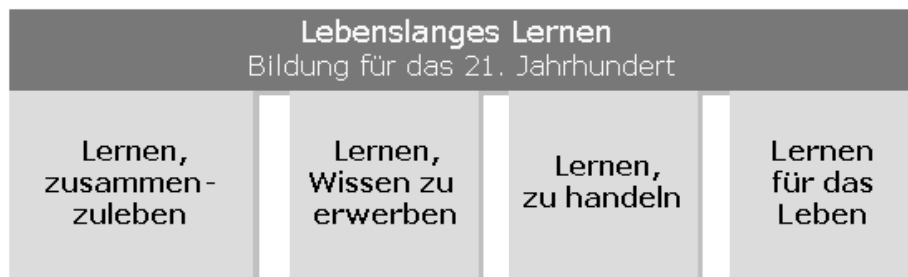 Lebenslanges Lernen
Bildung für das 21. Jahrhundert
Lernen,
zusammen-
zuleben
Lernen,
Wissen zu
erwerben
Lernen,
zu handeln
Lernen
für das
Leben